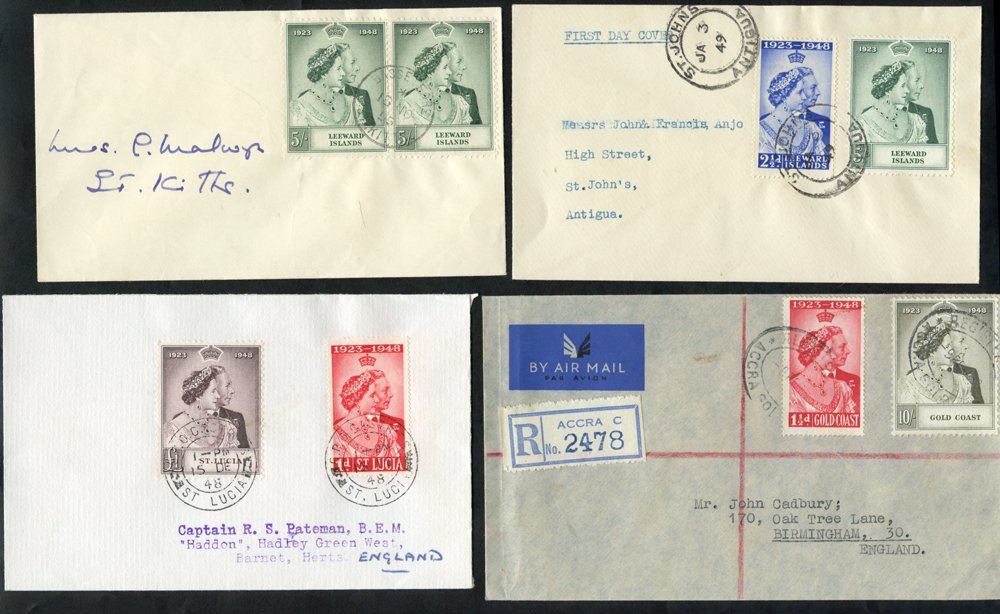 1923 1948
5/- LEEWARD ISLANDS
1923 1948
5/- LEEWARD ISLANDS
St. Kitts.
FIRST DAY COVER
ST. JOHNS
JA 3
49
ANTIGUA
1923-1948
2½d LEEWARD ISLANDS
1923 1948
LEEWARD ISLANDS
ANTIGUA
Messrs John & Francis, Anjo
High Street,
St. John's,
Antigua.
1923 1948
£1 ST. LUCIA
1-PM
15 DE
48
ST LUCIA
1923-1948
1d ST LUCIA
48
ST. LUCI
Captain R. S. Pateman, B.E.M.
"Haddon", Hadley Green West,
Barnet, Herts. ENGLAND
BY AIR MAIL
PAR AVION
R ACCRA C
No. 2478
ACCRA
1923-1948
1½d GOLD COAST
1923 1948
10/- GOLD COAST
Mr. John Cadbury;
170, Oak Tree Lane,
BIRMINGHAM, 30.
ENGLAND.